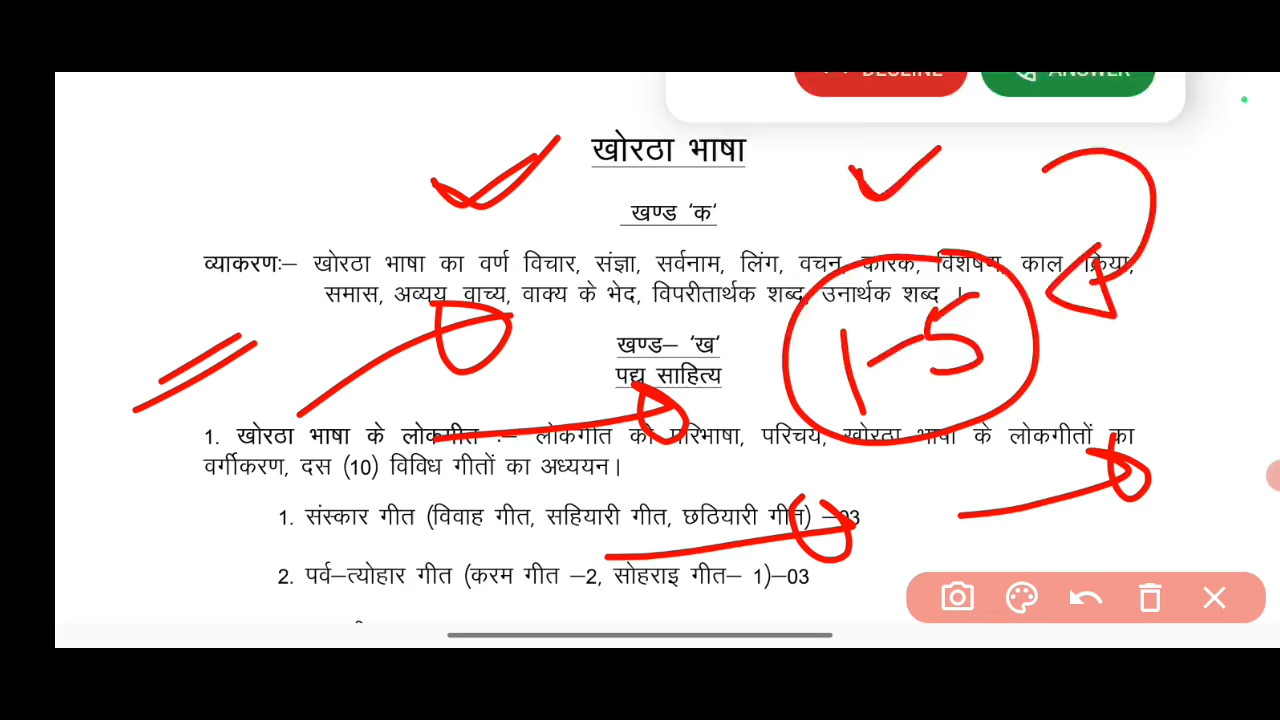 DECLINE ANSWER
खोरठा भाषा
खण्ड 'क'
व्याकरणः– खोरठा भाषा का वर्ण विचार, संज्ञा, सर्वनाम, लिंग, वचन, कारक, विशेषण, काल, क्रिया,
समास, अव्यय, वाच्य, वाक्य के भेद, विपरीतार्थक शब्द, उनार्थक शब्द ।
1-5
खण्ड– 'ख'
पद्य साहित्य
1. खोरठा भाषा के लोकगीत :– लोकगीत की परिभाषा, परिचय, खोरठा भाषा के लोकगीतों का
वर्गीकरण, दस (10) विविध गीतों का अध्ययन।
1. संस्कार गीत (विवाह गीत, सहियारी गीत, छठियारी गीत) –03
2. पर्व–त्योहार गीत (करम गीत –2, सोहराइ गीत– 1)–03